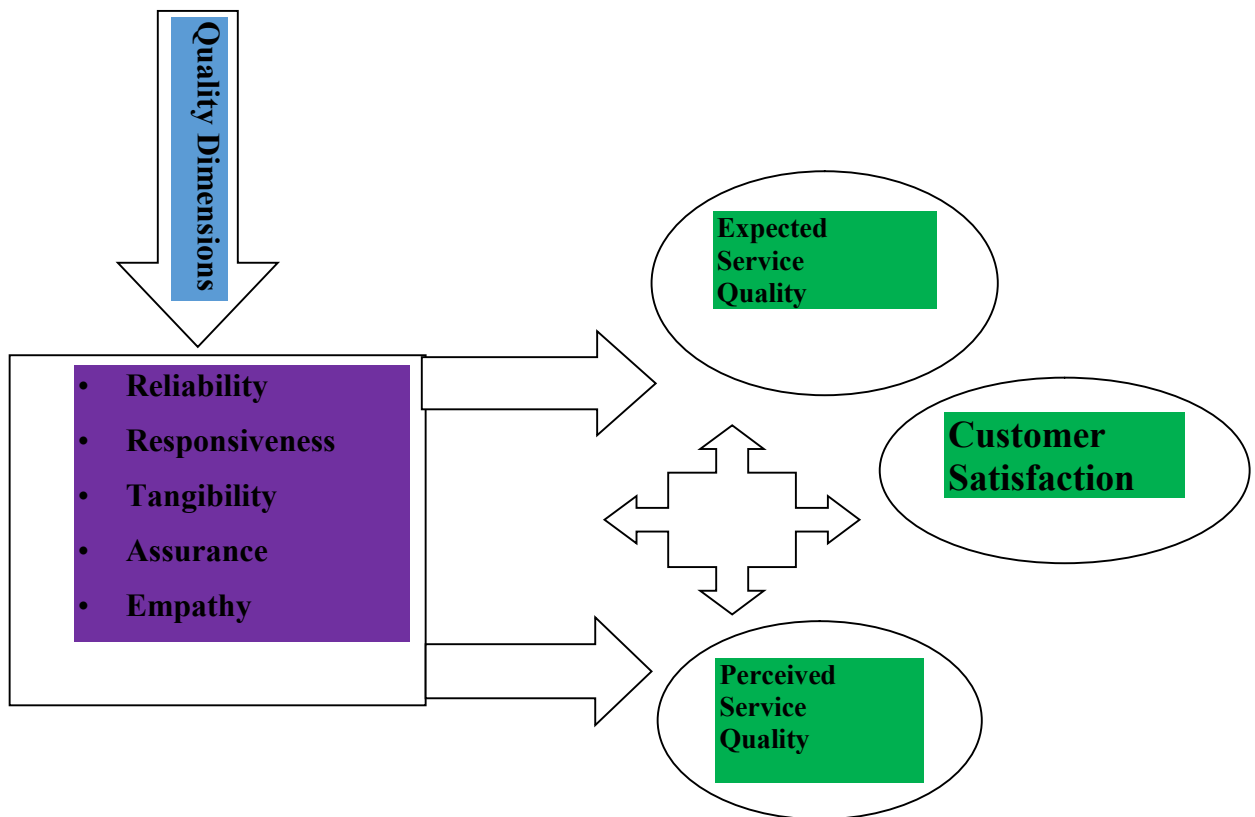 Quality Dimensions
• Reliability
• Responsiveness
• Tangibility
• Assurance
• Empathy
Expected
Service
Quality
Customer
Satisfaction
Perceived
Service
Quality